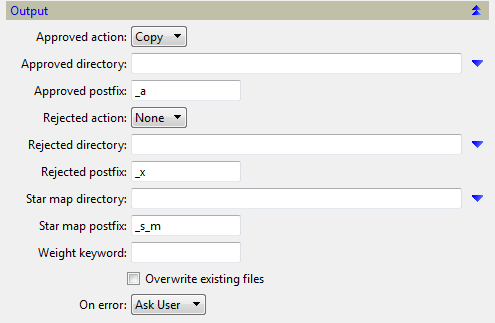 Output
Approved action: Copy
Approved directory:
Approved postfix: _a
Rejected action: None
Rejected directory:
Rejected postfix: _x
Star map directory:
Star map postfix: _s_m
Weight keyword:
Overwrite existing files
On error: Ask User